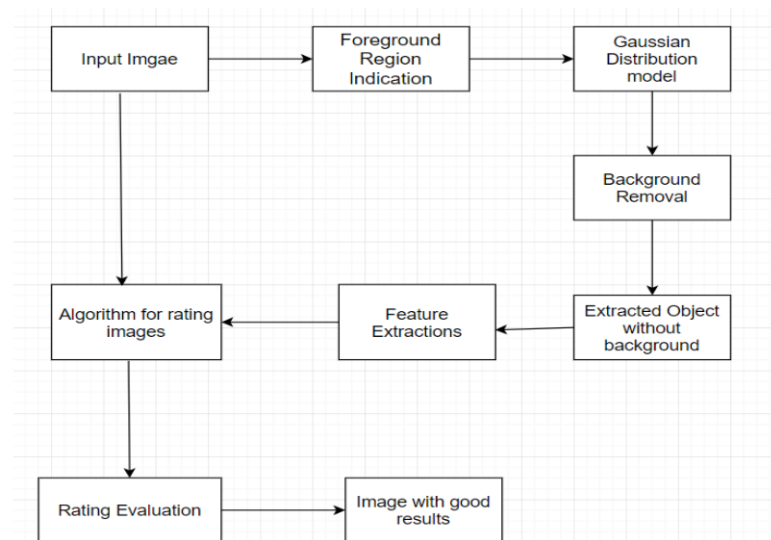 Input Imgae
Foreground
Region
Indication
Gaussian
Distribution
model
Background
Removal
Extracted Object
without
background
Feature
Extractions
Algorithm for rating
images
Rating Evaluation
Image with good
results